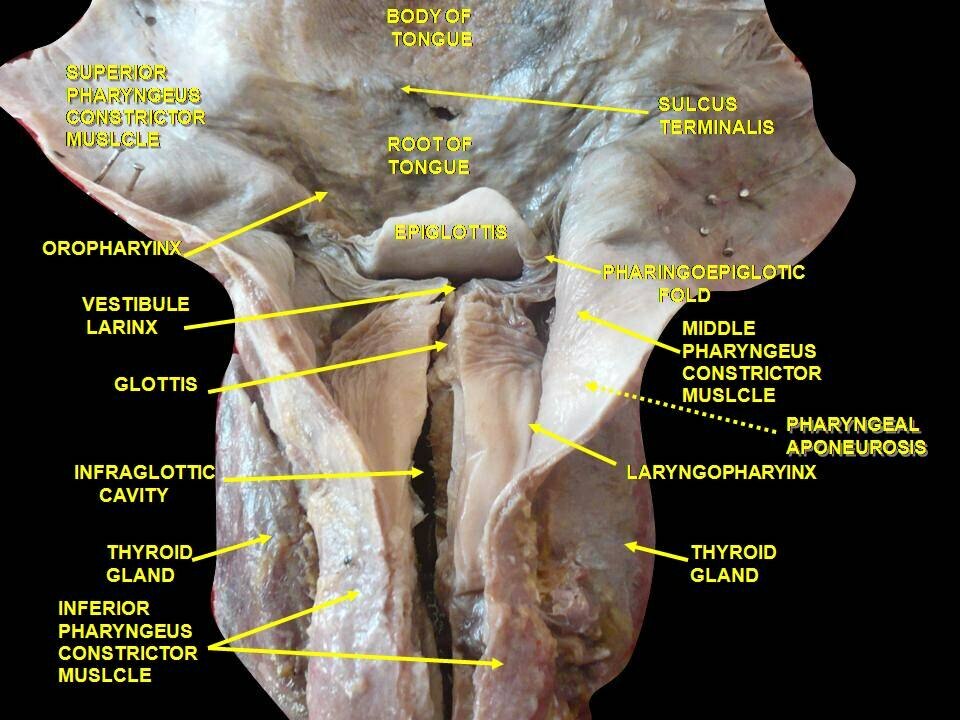 BODY OF
TONGUE
SUPERIOR
PHARYNGEUS
CONSTRICTOR
MUSLCLE
SULCUS
TERMINALIS
ROOT OF
TONGUE
OROPHARYINX
EPIGLOTTIS
PHARINGOEPIGLOTIC
FOLD
VESTIBULE
LARINX
MIDDLE
PHARYNGEUS
CONSTRICTOR
MUSLCLE
GLOTTIS
PHARYNGEAL
APONEUROSIS
INFRAGLOTTIC
CAVITY
LARYNGOPHARYINX
THYROID
GLAND
THYROID
GLAND
INFERIOR
PHARYNGEUS
CONSTRICTOR
MUSLCLE